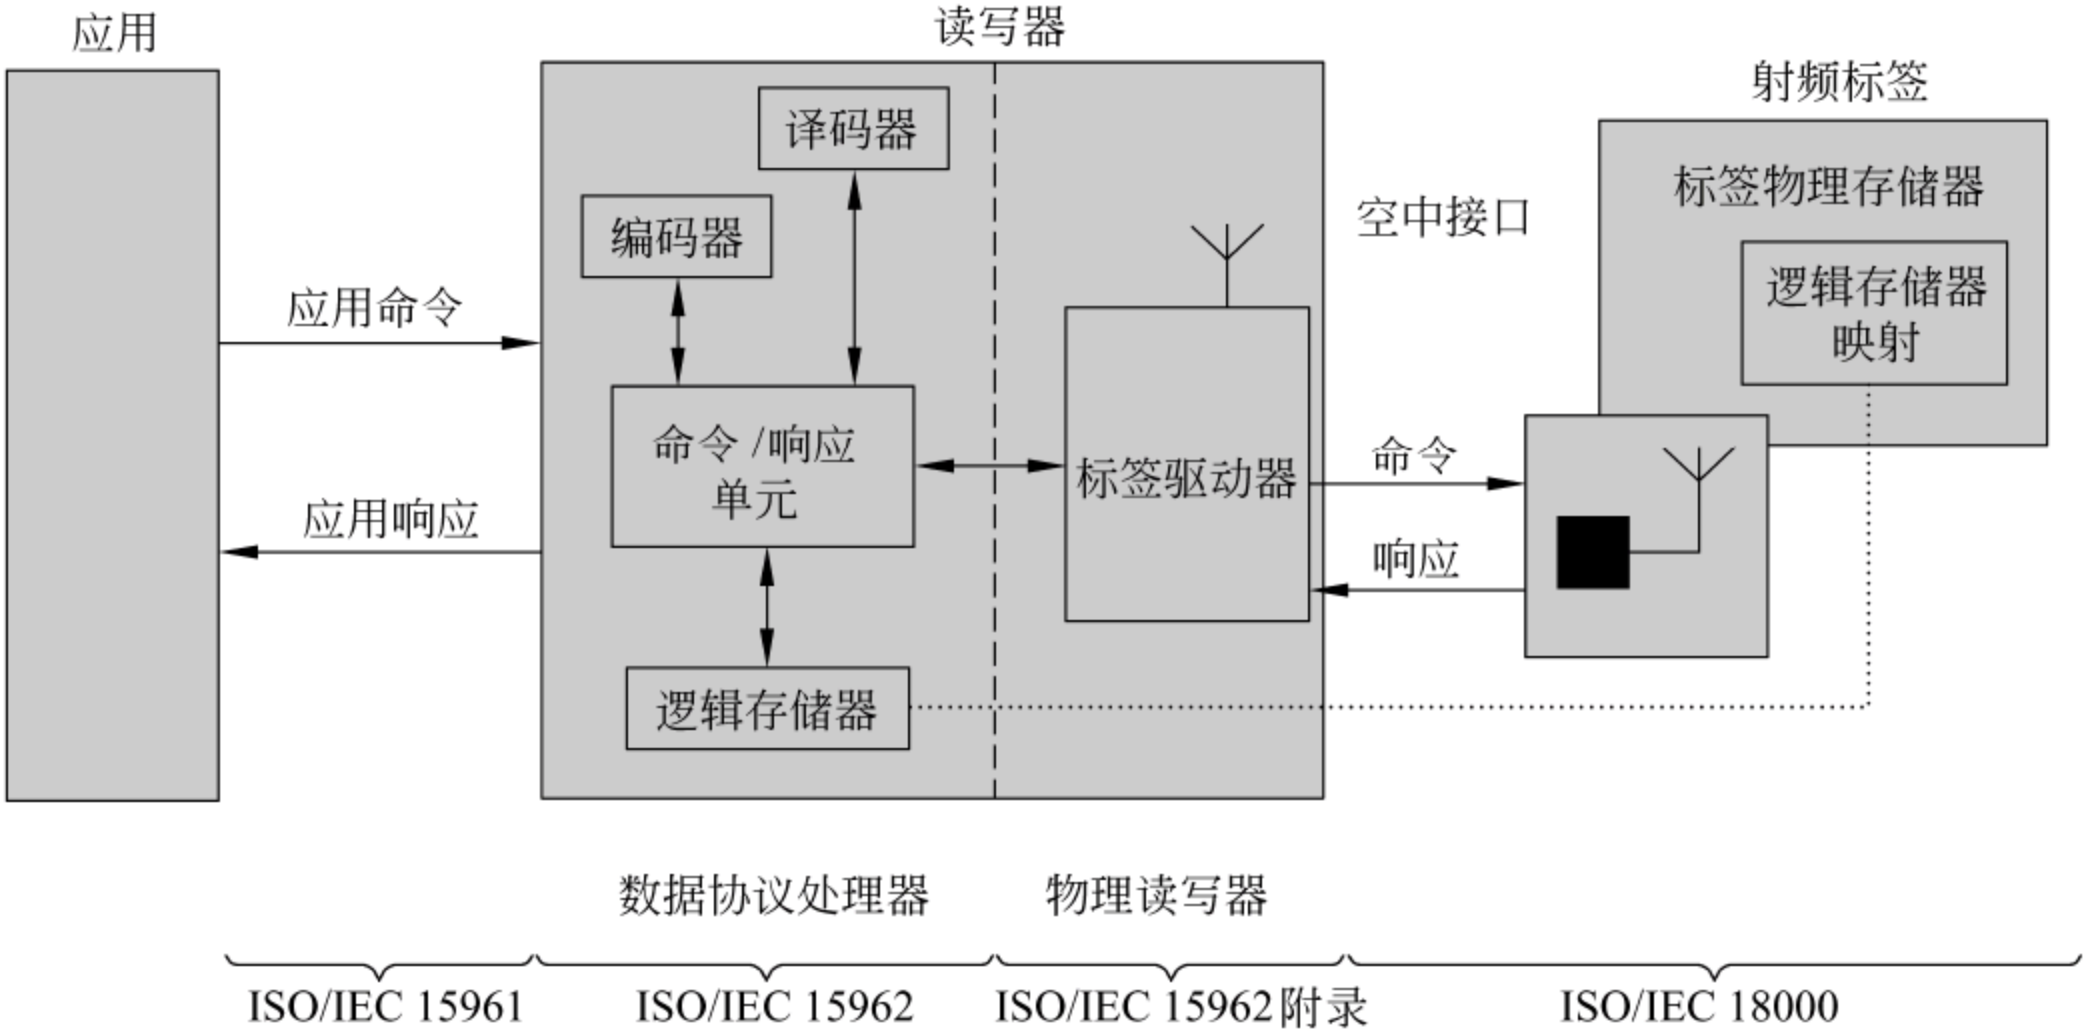 应用
读写器
射频标签
译码器
编码器
标签物理存储器
空中接口
逻辑存储器
映射
应用命令
命令/响应
单元
标签驱动器
命令
应用响应
响应
逻辑存储器
数据协议处理器
物理读写器
ISO/IEC 15961
ISO/IEC 15962
ISO/IEC 15962附录
ISO/IEC 18000